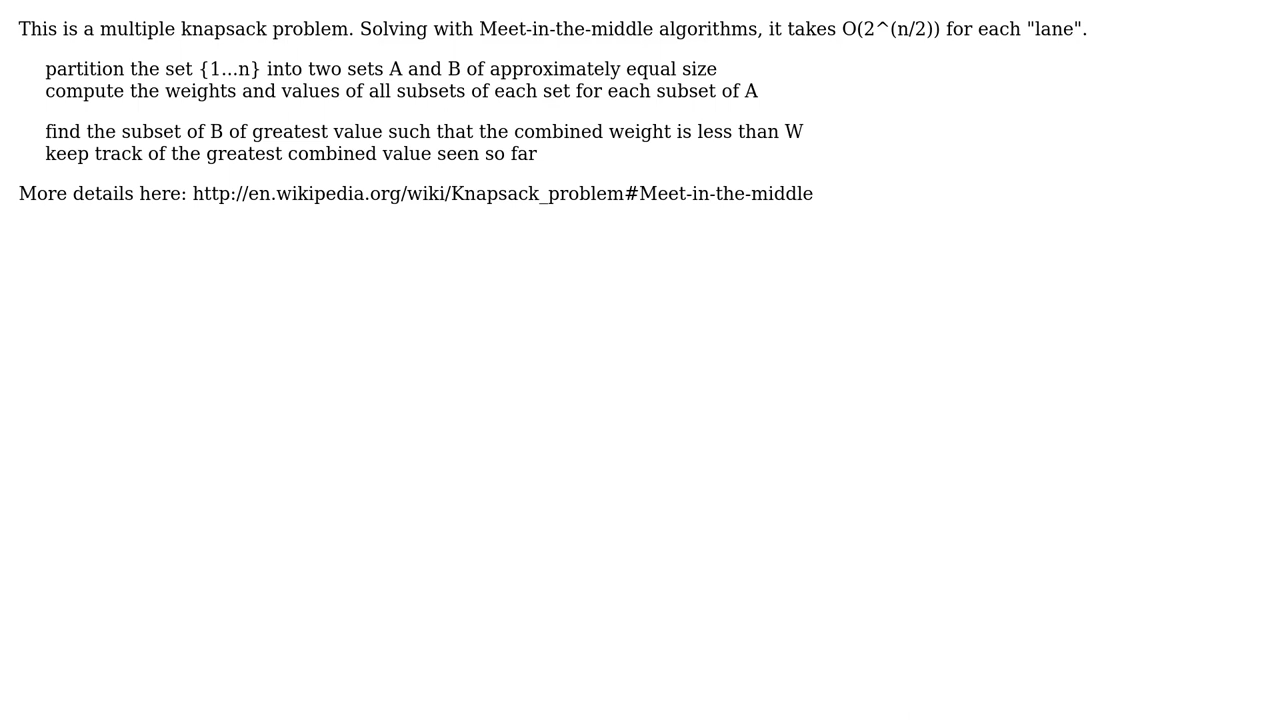 This is a multiple knapsack problem. Solving with Meet-in-the-middle algorithms, it takes O(2^(n/2)) for each "lane".
partition the set {1...n} into two sets A and B of approximately equal size
compute the weights and values of all subsets of each set for each subset of A
find the subset of B of greatest value such that the combined weight is less than W
keep track of the greatest combined value seen so far
More details here: http://en.wikipedia.org/wiki/Knapsack_problem#Meet-in-the-middle